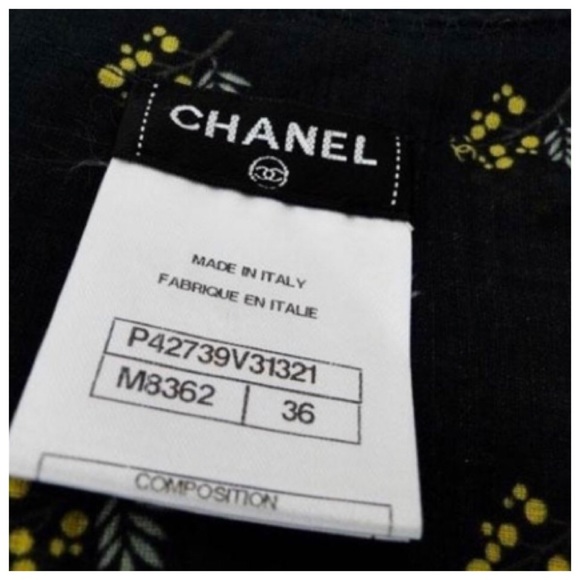 CHANEL
MADE IN ITALY
FABRIQUE EN ITALIE
P42739V31321
M8362 36
COMPOSITION